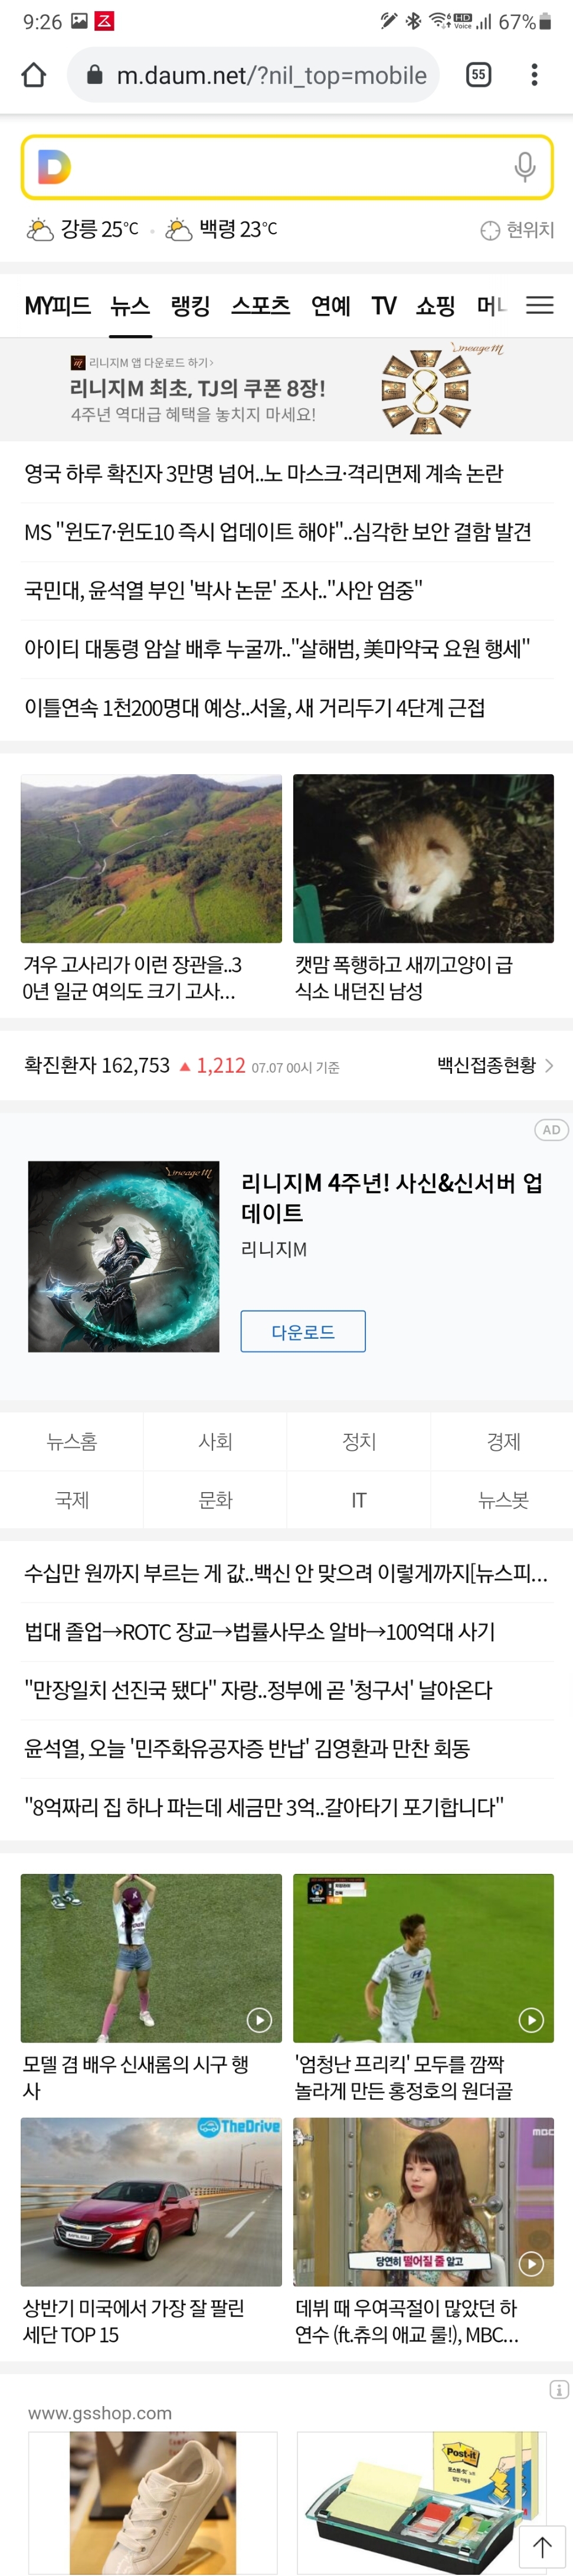 9:26
HD Voice 67%
m.daum.net/?nil_top=mobile
55
D
강릉 25℃ · 백령 23℃ 현위치
MY피드 뉴스 랭킹 스포츠 연예 TV 쇼핑
리니지M 앱 다운로드 하기>
리니지M 최초, TJ의 쿠폰 8장!
4주년 역대급 혜택을 놓치지 마세요!
Lineage M
영국 하루 확진자 3만명 넘어..노 마스크·격리면제 계속 논란
MS "윈도7·윈도10 즉시 업데이트 해야"..심각한 보안 결함 발견
국민대, 윤석열 부인 '박사 논문' 조사.."사안 엄중"
아이티 대통령 암살 배후 누굴까.."살해범, 美마약국 요원 행세"
이틀연속 1천200명대 예상..서울, 새 거리두기 4단계 근접
겨우 고사리가 이런 장관을..3
0년 일군 여의도 크기 고사...
캣맘 폭행하고 새끼고양이 급
식소 내던진 남성
확진환자 162,753 ▲ 1,212 07.07 00시 기준 백신접종현황 >
AD
Lineage M
리니지M 4주년! 사신&신서버 업
데이트
리니지M
다운로드
뉴스홈 사회 정치 경제
국제 문화 IT 뉴스봇
수십만 원까지 부르는 게 값..백신 안 맞으려 이렇게까지[뉴스피...
법대 졸업→ROTC 장교→법률사무소 알바→100억대 사기
"만장일치 선진국 됐다" 자랑..정부에 곧 '청구서' 날아온다
윤석열, 오늘 '민주화유공자증 반납' 김영환과 만찬 회동
"8억짜리 집 하나 파는데 세금만 3억..갈아타기 포기합니다"
모델 겸 배우 신새롬의 시구 행
사
'엄청난 프리킥' 모두를 깜짝
놀라게 만든 홍정호의 원더골
TheDrive
MBC
당연히 떨어질 줄 알고
상반기 미국에서 가장 잘 팔린
세단 TOP 15
데뷔 때 우여곡절이 많았던 하
연수 (ft.츄의 애교 룰!), MBC...
www.gsshop.com
Post-it